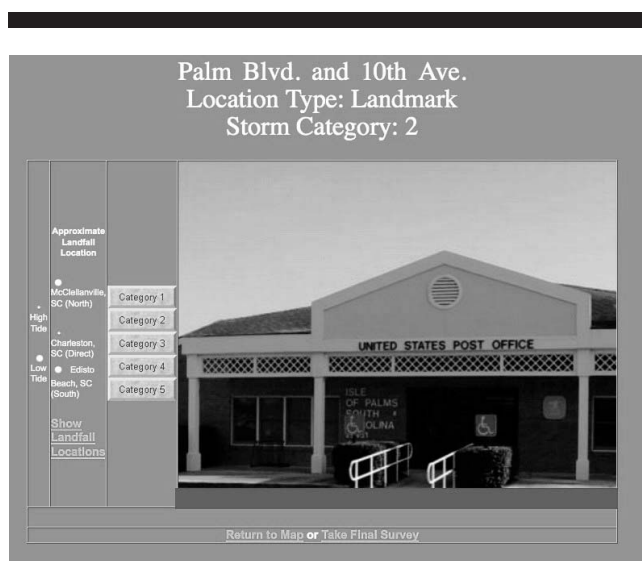 Palm Blvd. and 10th Ave.
Location Type: Landmark
Storm Category: 2
Approximate
Landfall
Location
McClellanville,
SC (North)
High
Tide
Charleston,
SC (Direct)
Low
Tide
Edisto
Beach, SC
(South)
Show
Landfall
Locations
Category 1
Category 2
Category 3
Category 4
Category 5
UNITED STATES POST OFFICE
ISLE
OF PALMS
SOUTH
OLINA
Return to Map or Take Final Survey